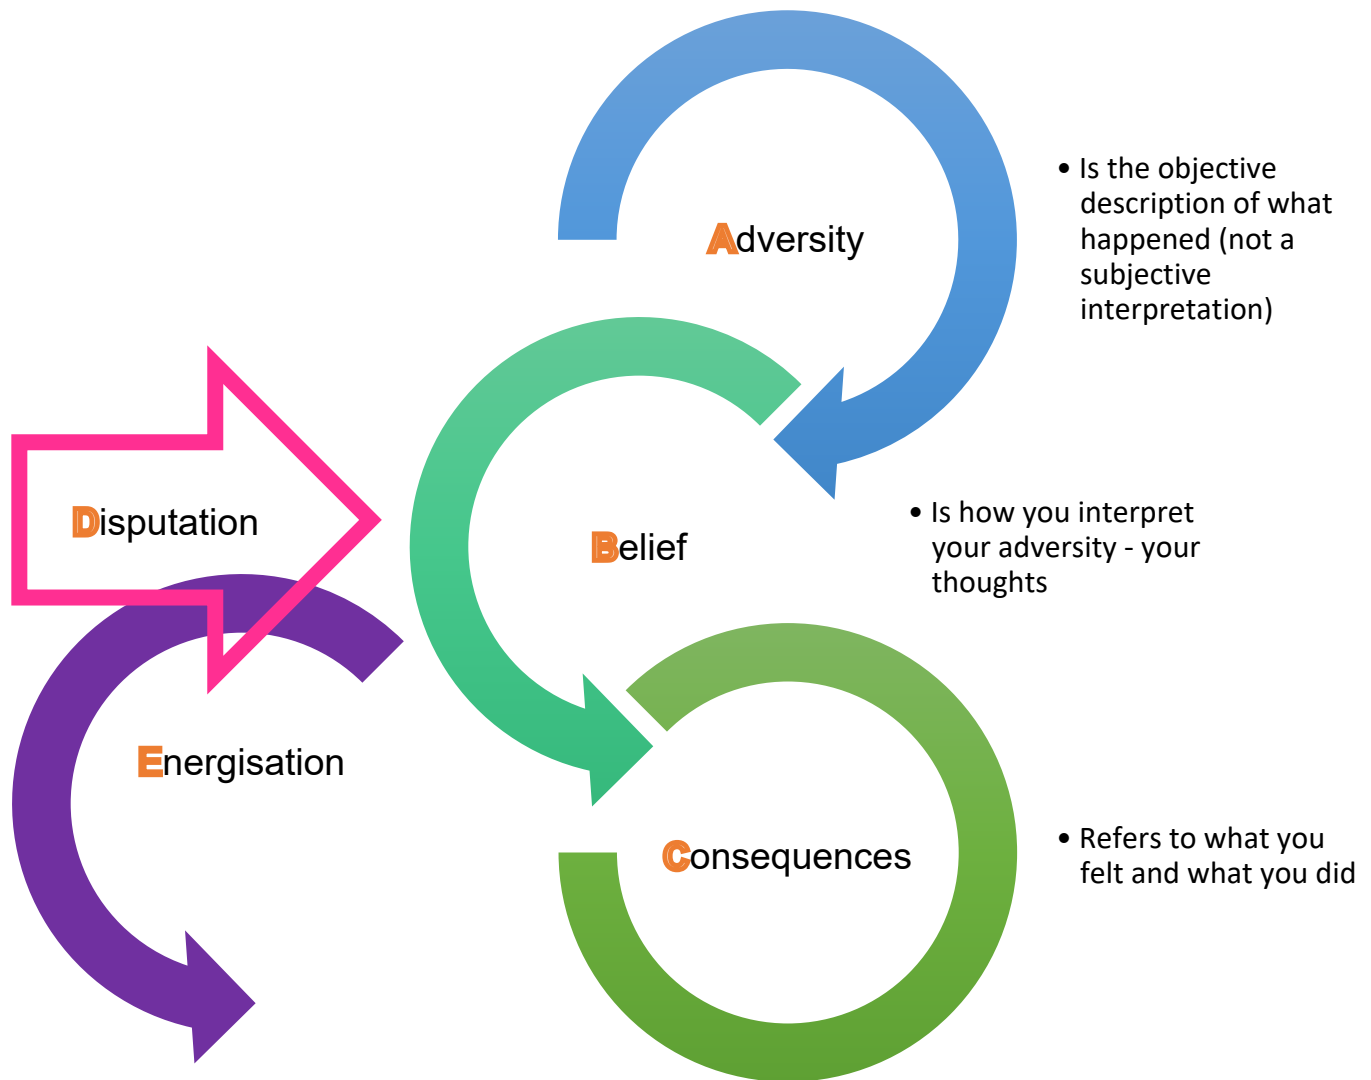 Adversity
• Is the objective
description of what
happened (not a
subjective
interpretation)
Disputation
Belief
• Is how you interpret
your adversity - your
thoughts
Energisation
Consequences
• Refers to what you
felt and what you did